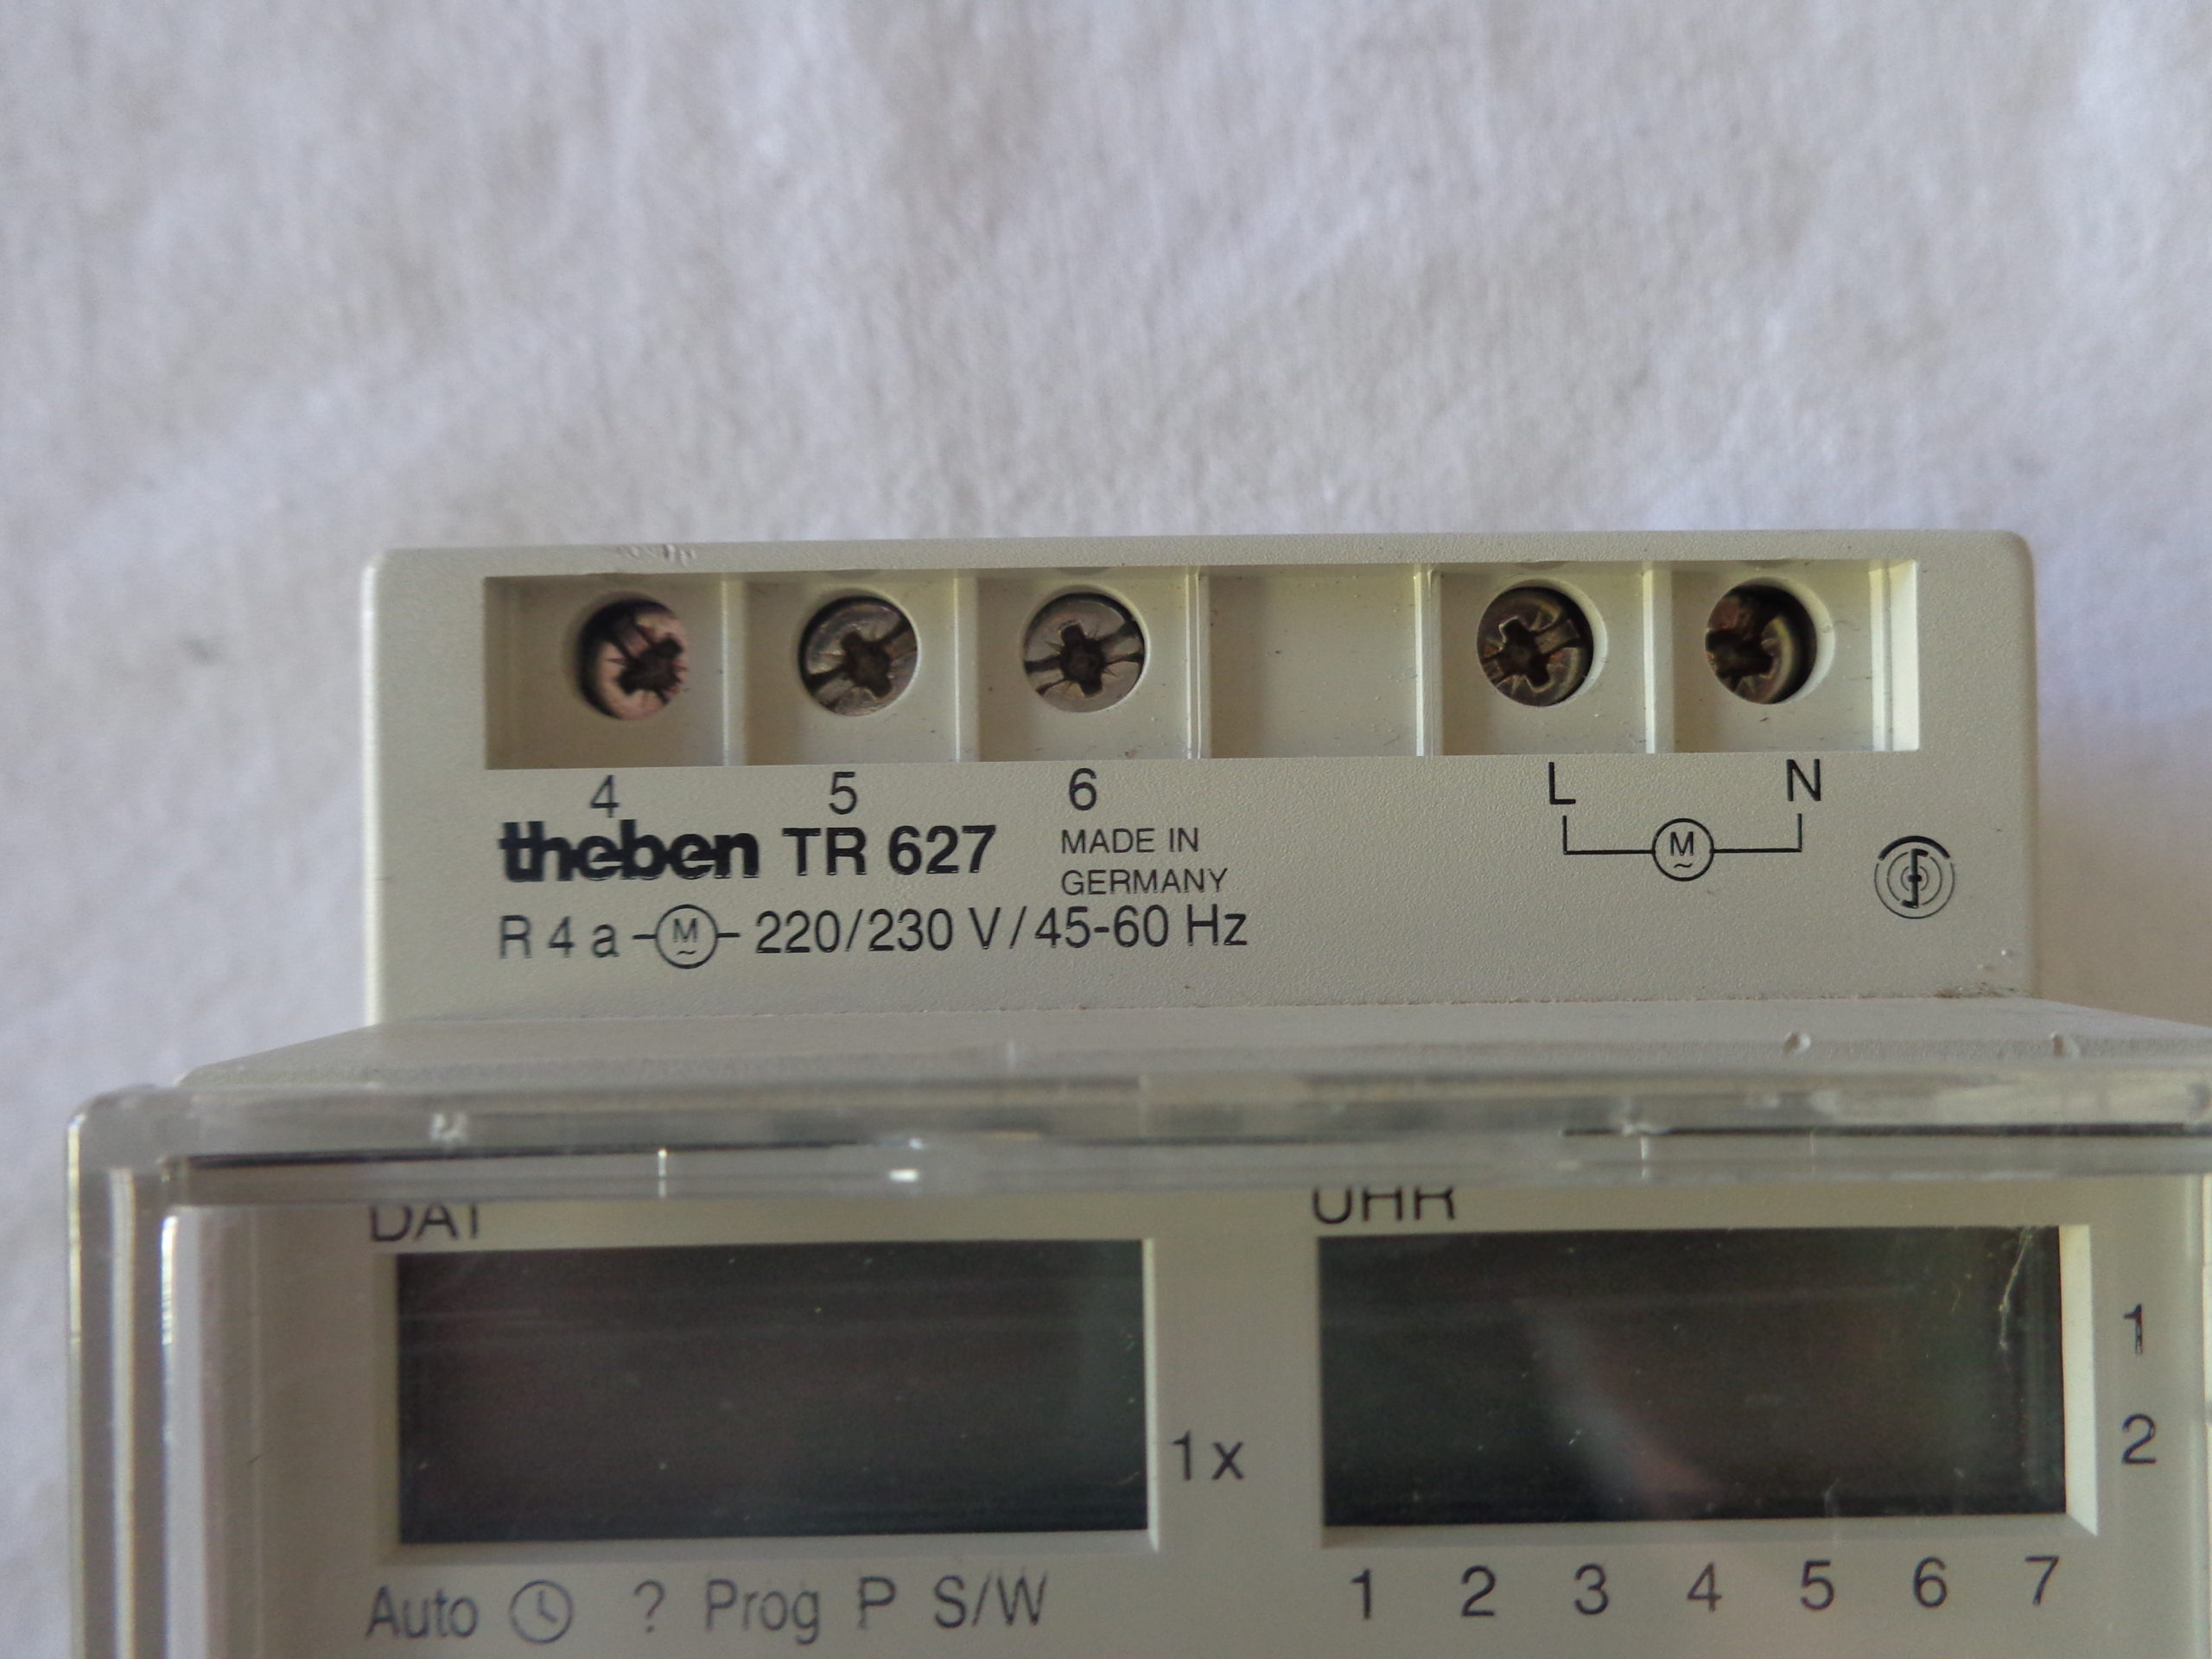 4 5 6 L N
theben TR 627 MADE IN
GERMANY
M
R 4 a M 220/230 V / 45-60 Hz
DAT UHR
1
2
1x
Auto ? Prog P S/W
1 2 3 4 5 6 7